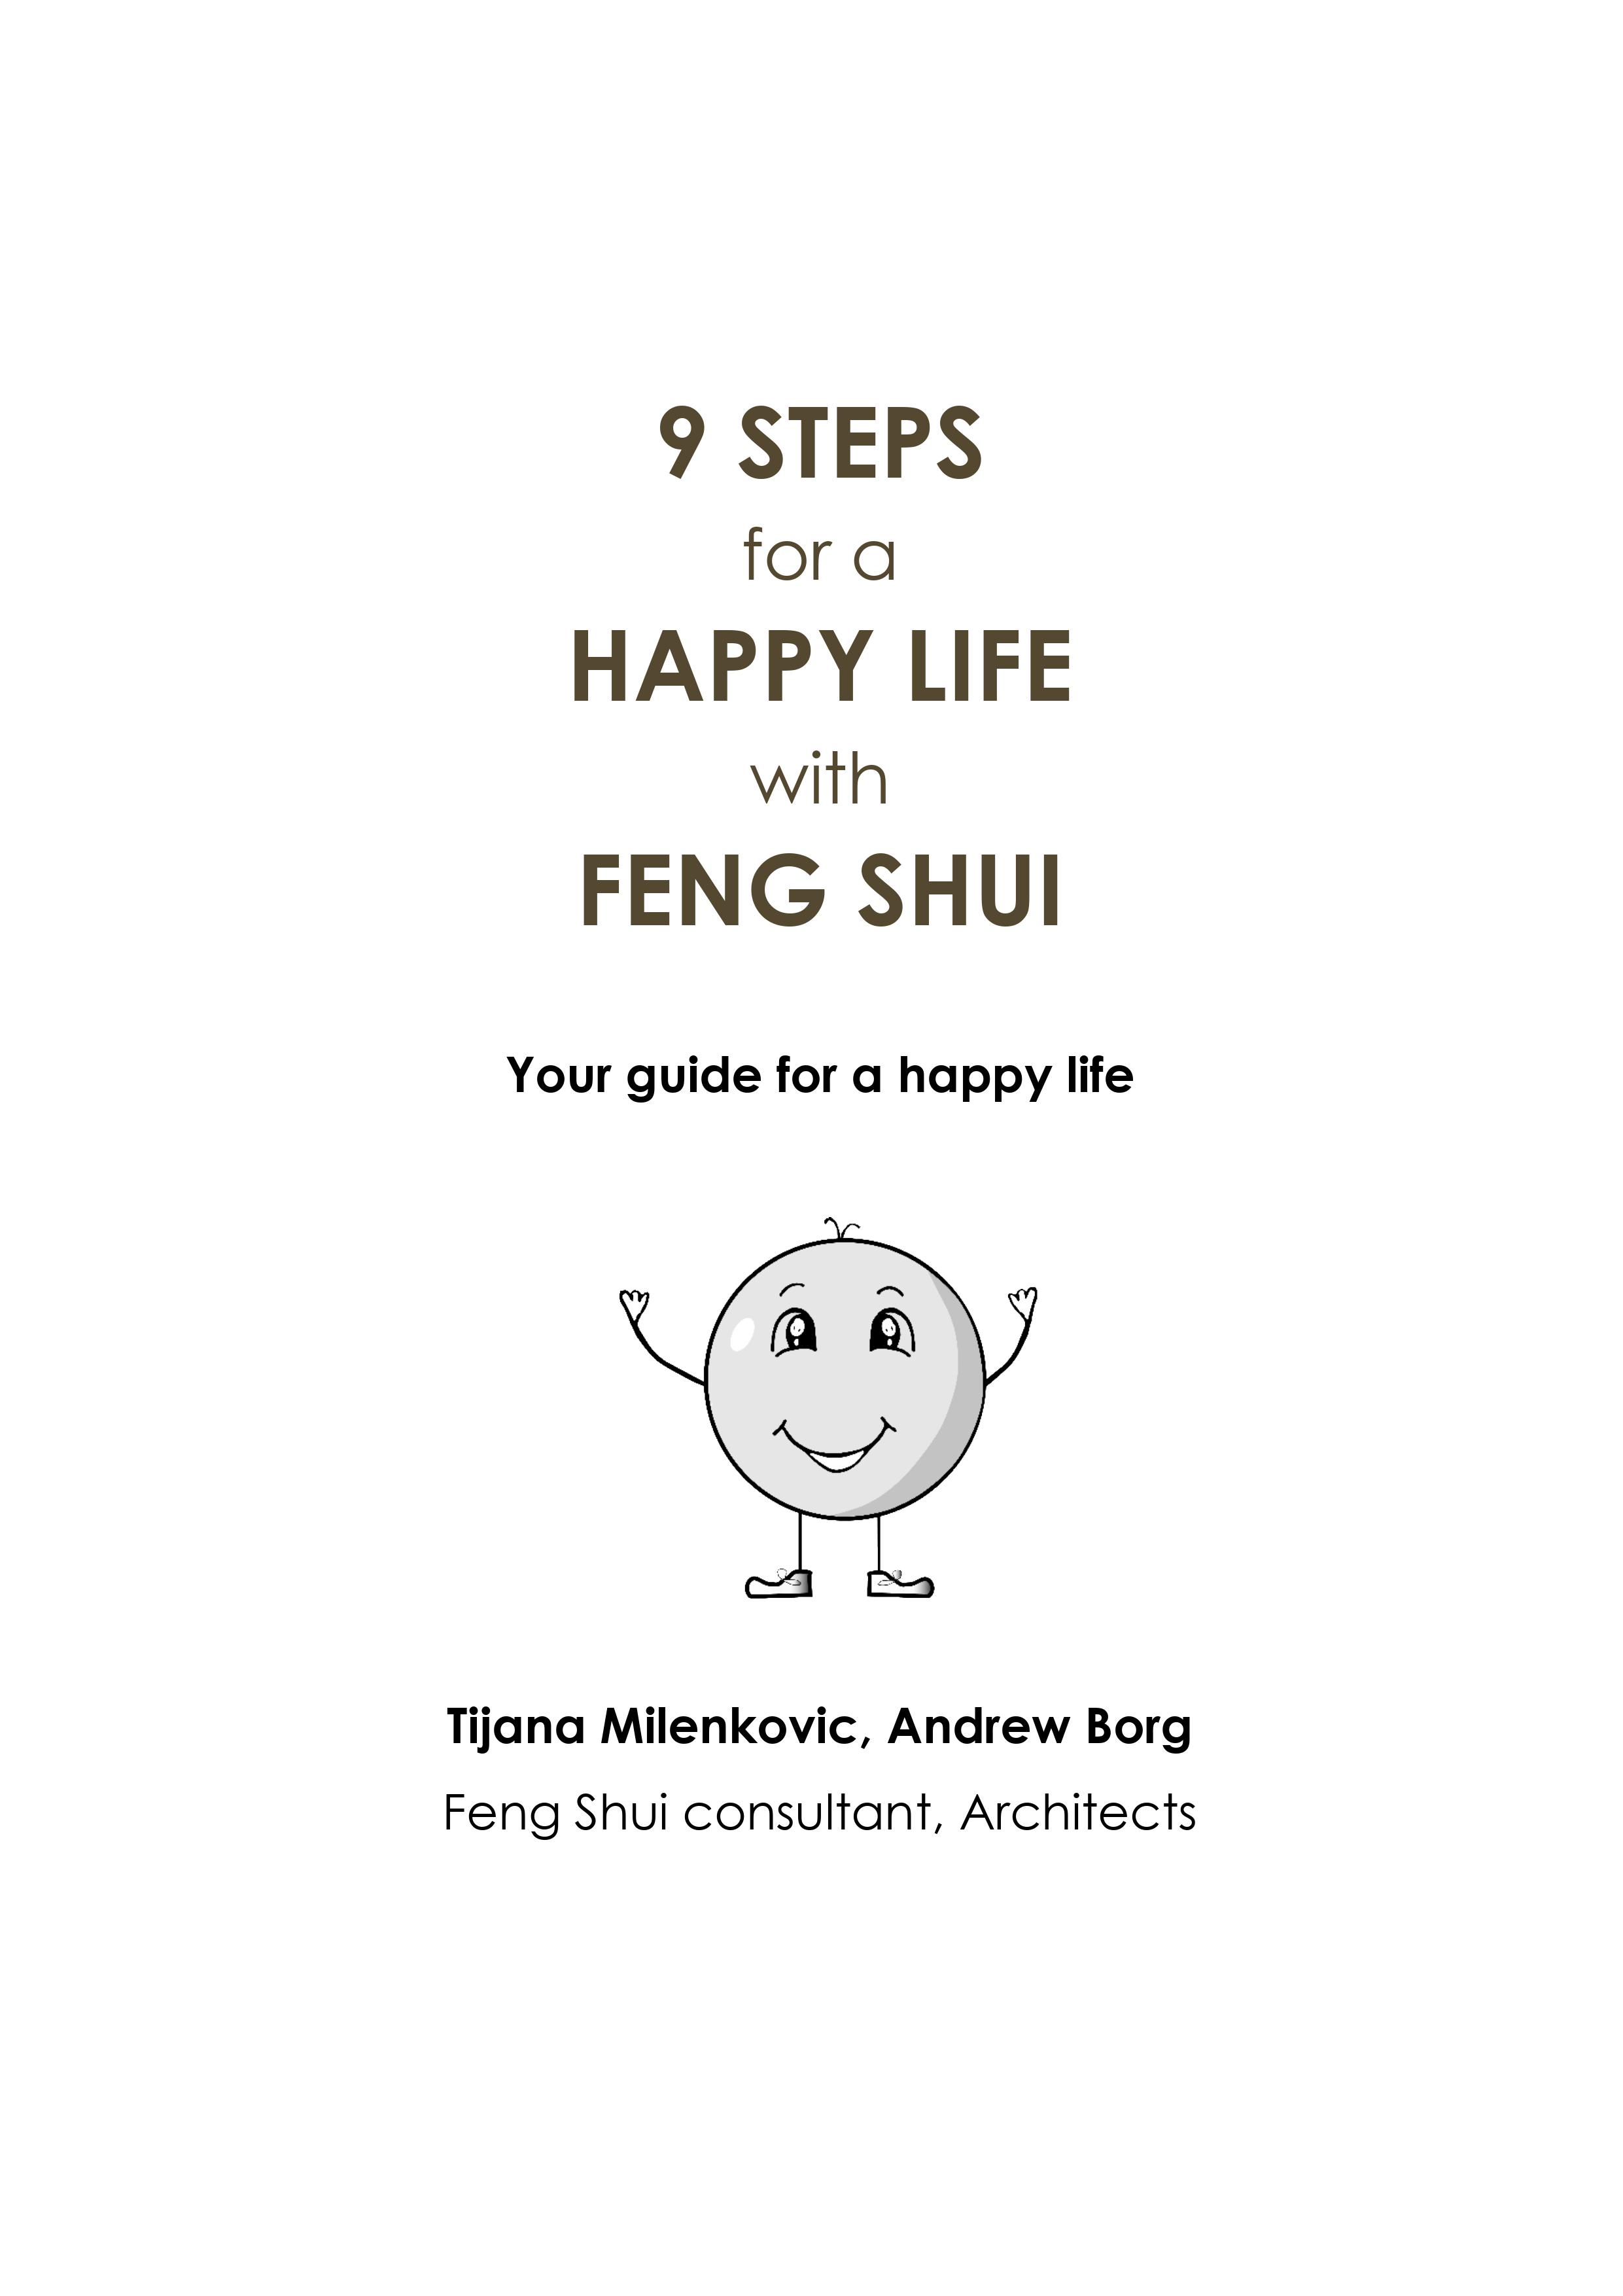 9 STEPS
for a
HAPPY LIFE
with
FENG SHUI
Your guide for a happy life
Tijana Milenkovic, Andrew Borg
Feng Shui consultant, Architects